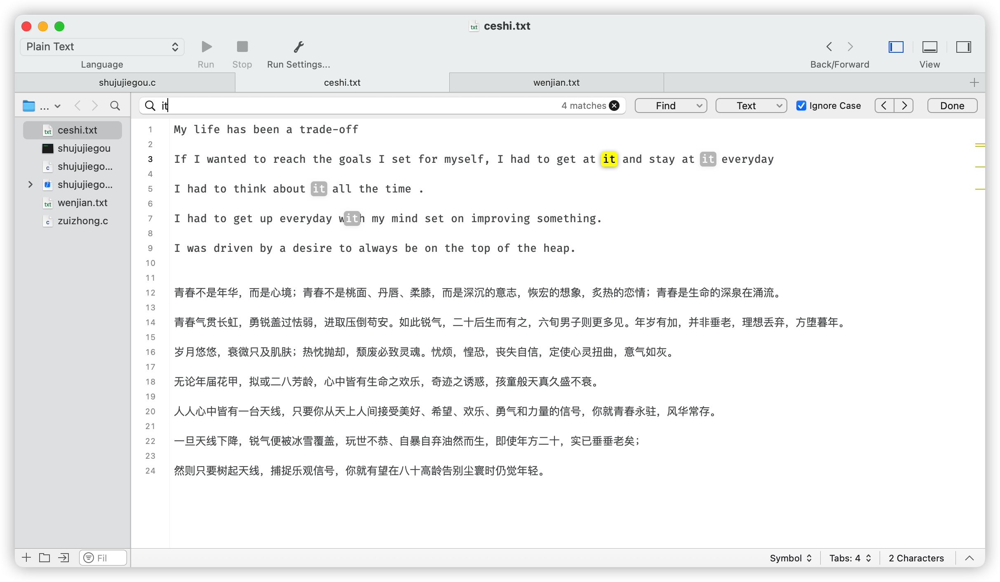 ceshi.txt
Plain Text
Language
Run
Stop
Run Settings...
Back/Forward
View
shujujiegou.c
ceshi.txt
wenjian.txt
...
it
4 matches
Find
Text
Ignore Case
Done
txt ceshi.txt
shujujiegou
c shujujiego...
shujujiego...
txt wenjian.txt
c zuizhong.c
1 My life has been a trade-off
2
3 If I wanted to reach the goals I set for myself, I had to get at it and stay at it everyday
4
5 I had to think about it all the time .
6
7 I had to get up everyday with my mind set on improving something.
8
9 I was driven by a desire to always be on the top of the heap.
10
11
12 青春不是年华，而是心境；青春不是桃面、丹唇、柔膝，而是深沉的意志，恢宏的想象，炙热的恋情；青春是生命的深泉在涌流。
13
14 青春气贯长虹，勇锐盖过怯弱，进取压倒苟安。如此锐气，二十后生而有之，六旬男子则更多见。年岁有加，并非垂老，理想丢弃，方堕暮年。
15
16 岁月悠悠，衰微只及肌肤；热忱抛却，颓废必致灵魂。忧烦，惶恐，丧失自信，定使心灵扭曲，意气如灰。
17
18 无论年届花甲，拟或二八芳龄，心中皆有生命之欢乐，奇迹之诱惑，孩童般天真久盛不衰。
19
20 人人心中皆有一台天线，只要你从天上人间接受美好、希望、欢乐、勇气和力量的信号，你就青春永驻，风华常存。
21
22 一旦天线下降，锐气便被冰雪覆盖，玩世不恭、自暴自弃油然而生，即使年方二十，实已垂垂老矣；
23
24 然则只要树起天线，捕捉乐观信号，你就有望在八十高龄告别尘寰时仍觉年轻。
Fil
Symbol
Tabs: 4
2 Characters